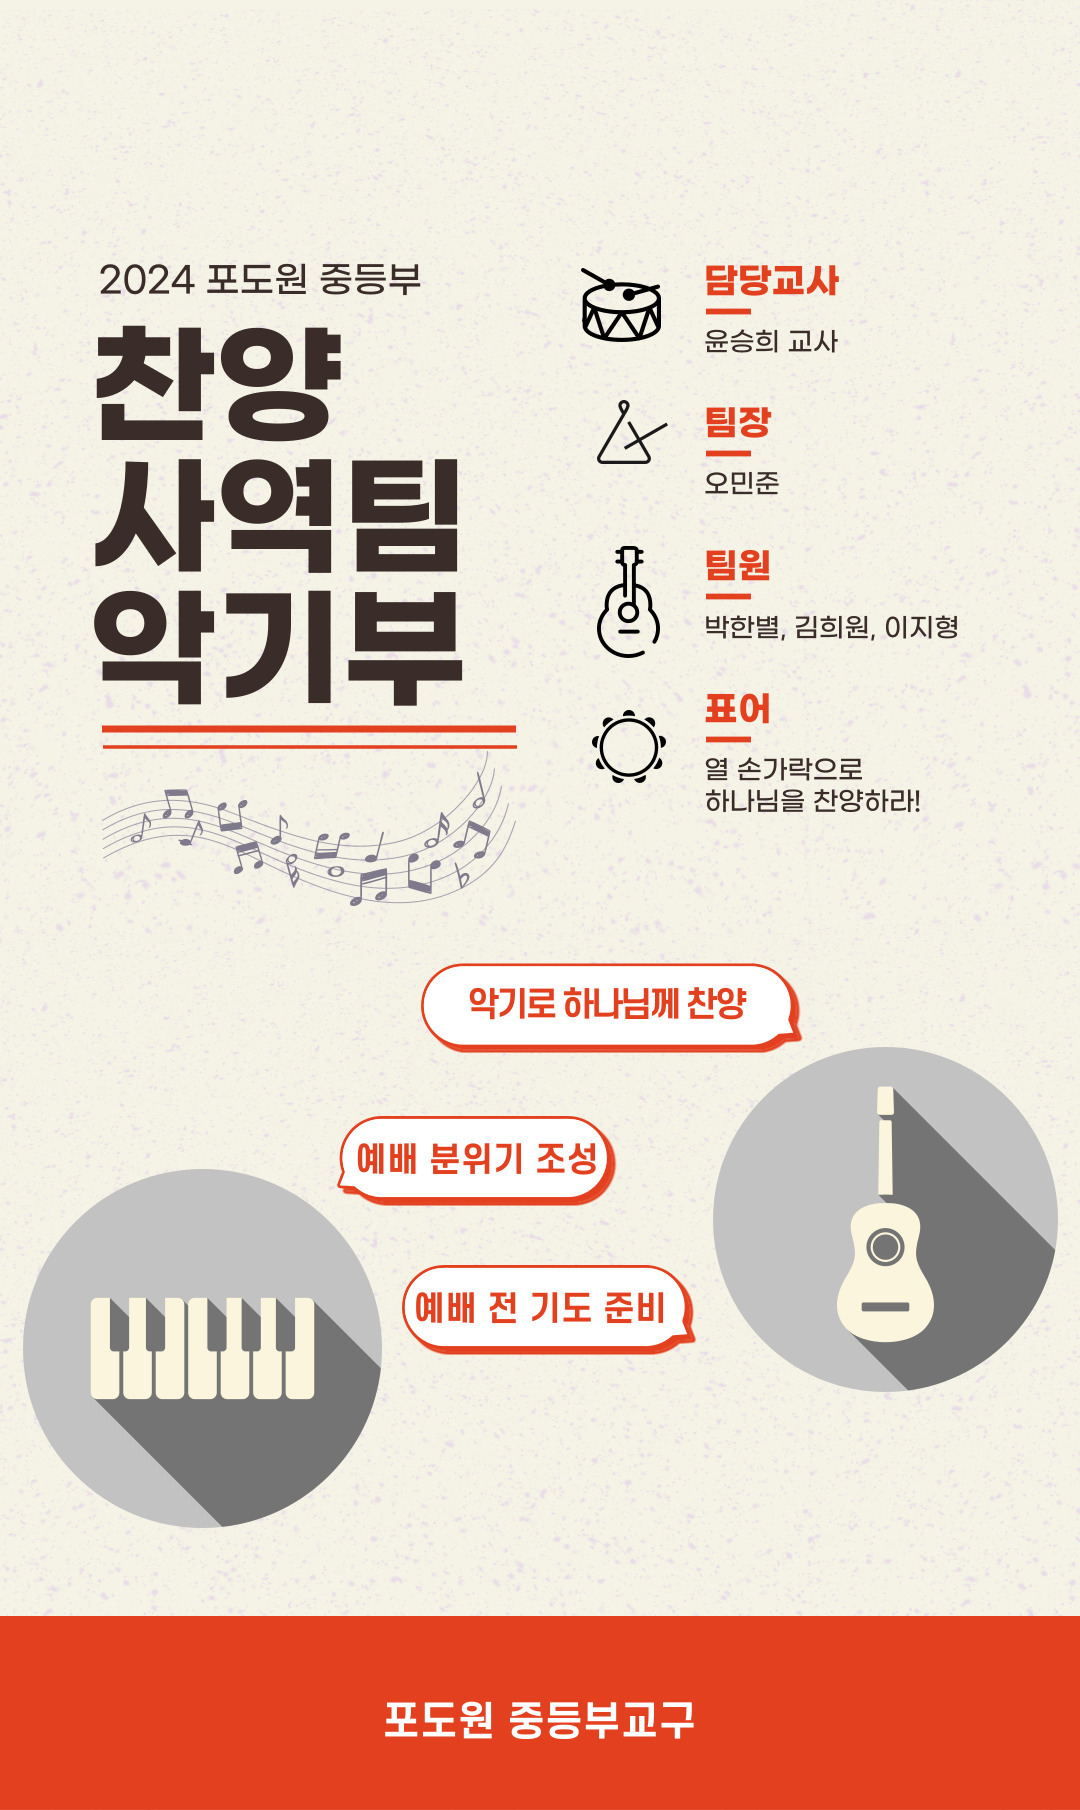 2024 포도원 중등부
찬양
사역팀
악기부
담당교사
윤승희 교사
팀장
오민준
팀원
박한별, 김희원, 이지형
표어
열 손가락으로
하나님을 찬양하라!
악기로 하나님께 찬양
예배 분위기 조성
예배 전 기도 준비
포도원 중등부교구